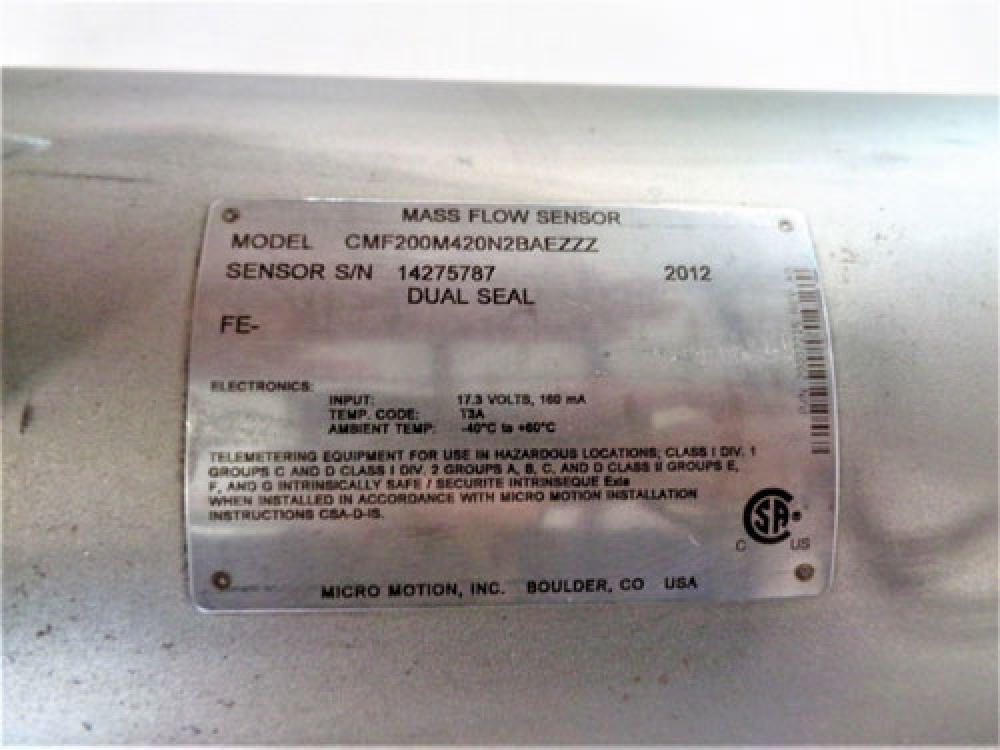 MASS FLOW SENSOR
MODEL CMF200M420N2BAEZZZ
SENSOR S/N 14275787 2012
DUAL SEAL
FE-
ELECTRONICS:
INPUT: 17.3 VOLTS, 160 mA
TEMP. CODE: T3A
AMBIENT TEMP: -40°C to +60°C
TELEMETERING EQUIPMENT FOR USE IN HAZARDOUS LOCATIONS; CLASS I DIV. 1
GROUPS C AND D CLASS I DIV. 2 GROUPS A, B, C, AND D CLASS II GROUPS E,
F, AND G INTRINSICALLY SAFE / SECURITE INTRINSEQUE Exia
WHEN INSTALLED IN ACCORDANCE WITH MICRO MOTION INSTALLATION
INSTRUCTIONS CSA-D-IS.
SA
C US
MICRO MOTION, INC. BOULDER, CO USA